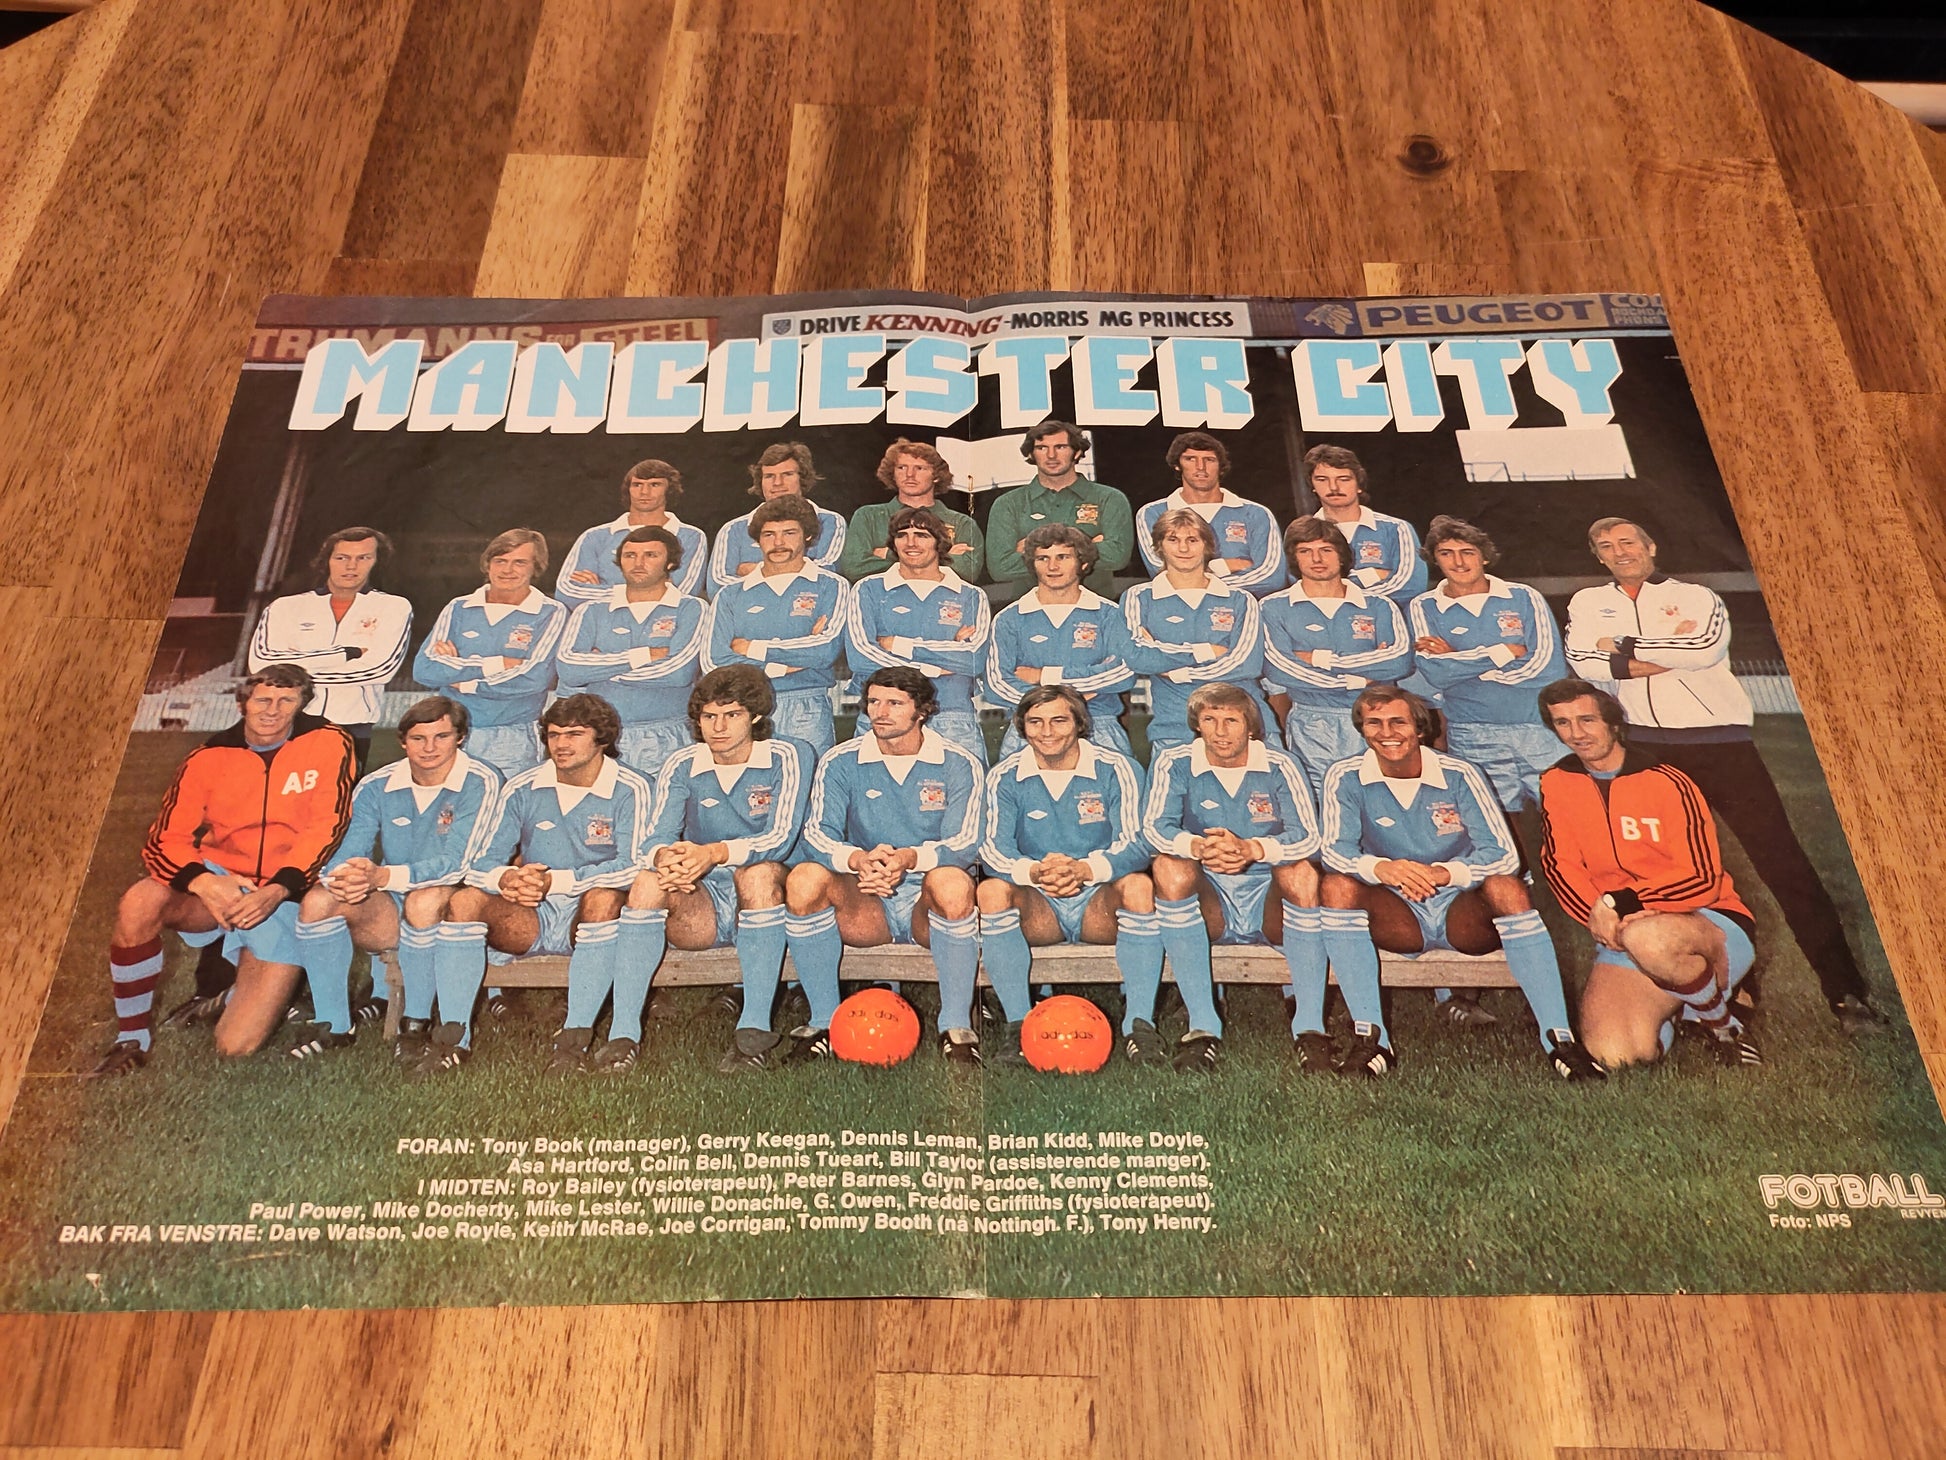 TRUMANNS FOR STEEL
DRIVE KENNING-MORRIS MG PRINCESS
PEUGEOT
MANCHESTER CITY
AB
BT
adidas
adidas
FORAN: Tony Book (manager), Gerry Keegan, Dennis Leman, Brian Kidd, Mike Doyle,
Asa Hartford, Colin Bell, Dennis Tueart, Bill Taylor (assisterende manger).
I MIDTEN: Roy Bailey (fysioterapeut), Peter Barnes, Glyn Pardoe, Kenny Clements,
Paul Power, Mike Docherty, Mike Lester, Willie Donachie, G. Owen, Freddie Griffiths (fysioterapeut).
BAK FRA VENSTRE: Dave Watson, Joe Royle, Keith McRae, Joe Corrigan, Tommy Booth (nå Nottingh. F.), Tony Henry.
FOTBALL
REVYEN
Foto: NPS